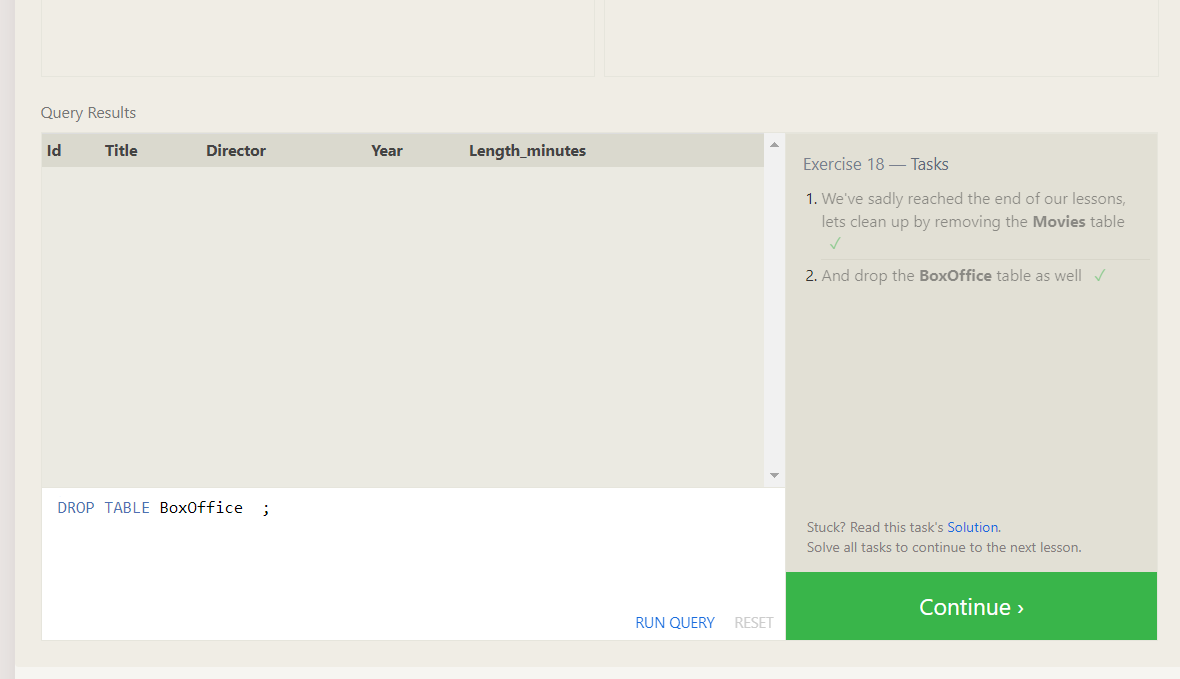 Query Results
Id Title Director Year Length_minutes
Exercise 18 — Tasks
1. We've sadly reached the end of our lessons,
lets clean up by removing the Movies table
✓
2. And drop the BoxOffice table as well ✓
DROP TABLE BoxOffice  ;
RUN QUERY RESET
Stuck? Read this task's Solution.
Solve all tasks to continue to the next lesson.
Continue ›